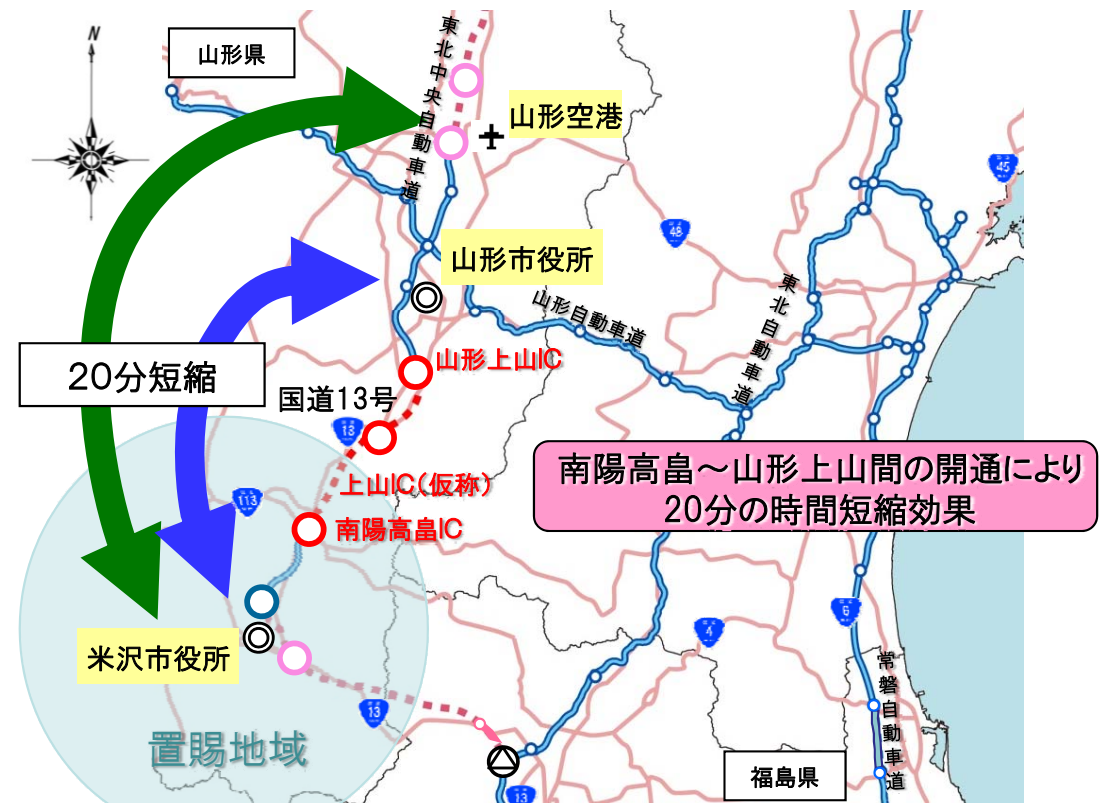 N
山形県
東北中央自動車道
山形空港
45
48
山形市役所
山形自動車道
東北自動車道
山形上山IC
20分短縮
国道13号
13
上山IC(仮称)
南陽高畠〜山形上山間の開通により
20分の時間短縮効果
113
南陽高畠IC
6
4
米沢市役所
常磐自動車道
13
置賜地域
福島県
13